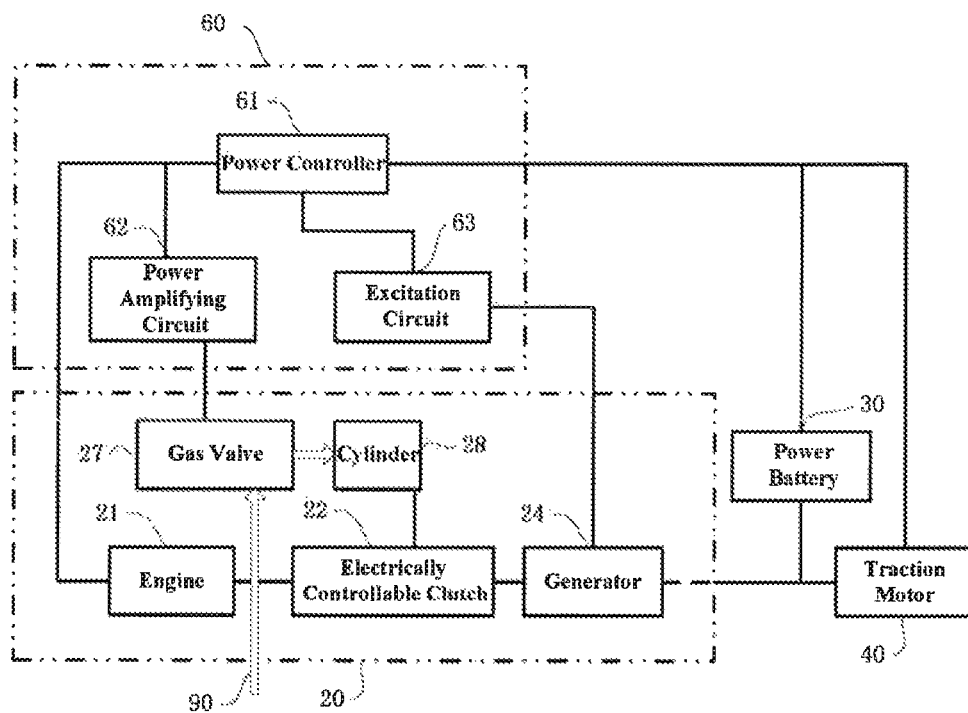 60
61
Power Controller
62
63
Power
Amplifying
Circuit
Excitation
Circuit
30
27
Gas Valve
Cylinder
28
Power
Battery
21
22
24
Engine
Electrically
Controllable Clutch
Generator
Traction
Motor
40
90
20